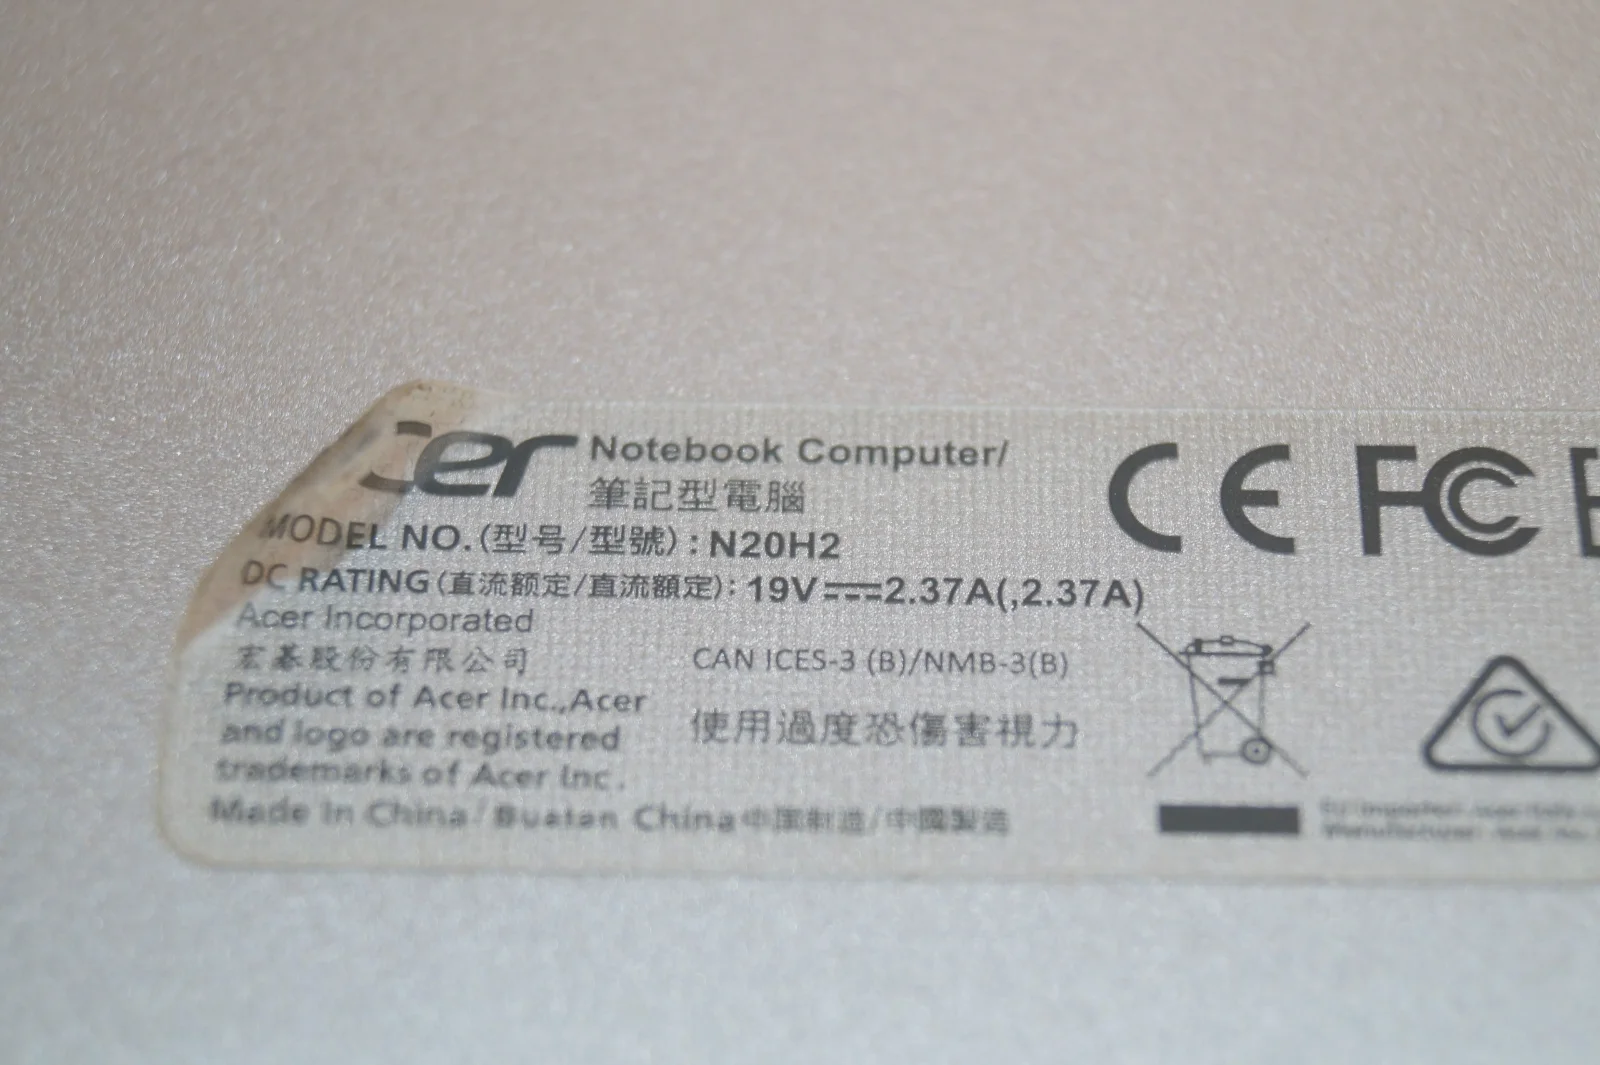 cer Notebook Computer/
筆記型電腦
MODEL NO.(型号/型號):N20H2
DC RATING(直流额定/直流額定):19V⎓2.37A(,2.37A)
Acer Incorporated
宏碁股份有限公司
Product of Acer Inc.,Acer
and logo are registered
trademarks of Acer Inc.
Made in China/Buatan China中国制造/中國製造
CAN ICES-3 (B)/NMB-3(B)
使用過度恐傷害視力
CE FC